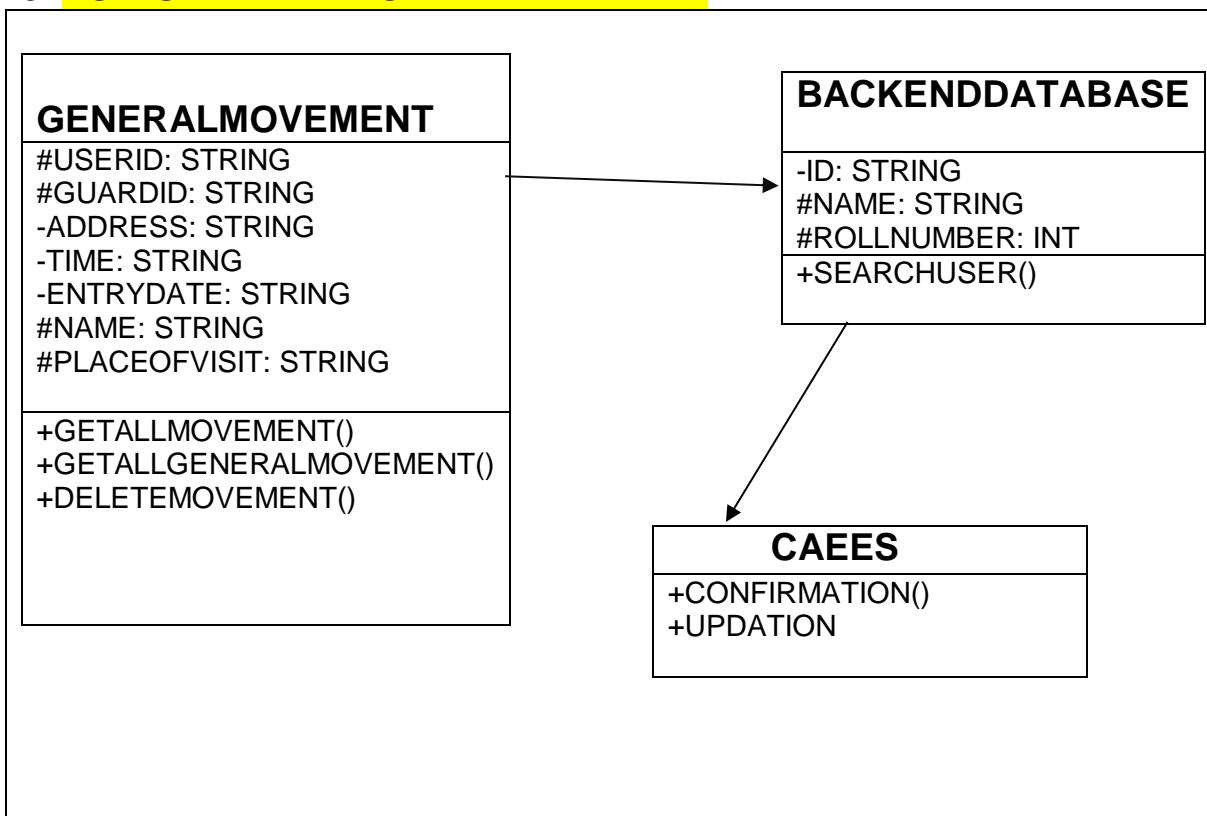 GENERALMOVEMENT
#USERID: STRING
#GUARDID: STRING
-ADDRESS: STRING
-TIME: STRING
-ENTRYDATE: STRING
#NAME: STRING
#PLACEOFVISIT: STRING
+GETALLMOVEMENT()
+GETALLGENERALMOVEMENT()
+DELETEMOVEMENT()
BACKENDDATABASE
-ID: STRING
#NAME: STRING
#ROLLNUMBER: INT
+SEARCHUSER()
CAEES
+CONFIRMATION()
+UPDATION